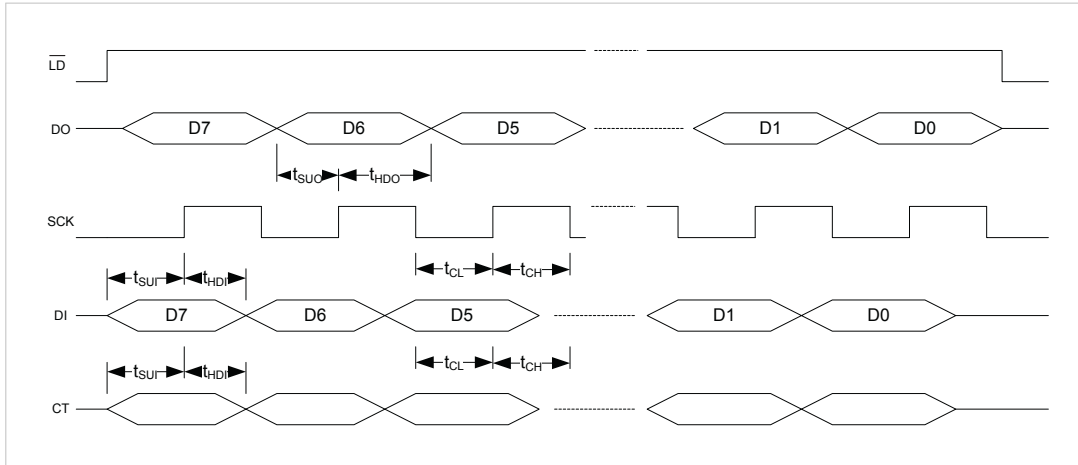 LD
DO D7 D6 D5 D1 D0
tSUO tHDO
SCK
tSUI tHDI tCL tCH
DI D7 D6 D5 D1 D0
tSUI tHDI tCL tCH
CT